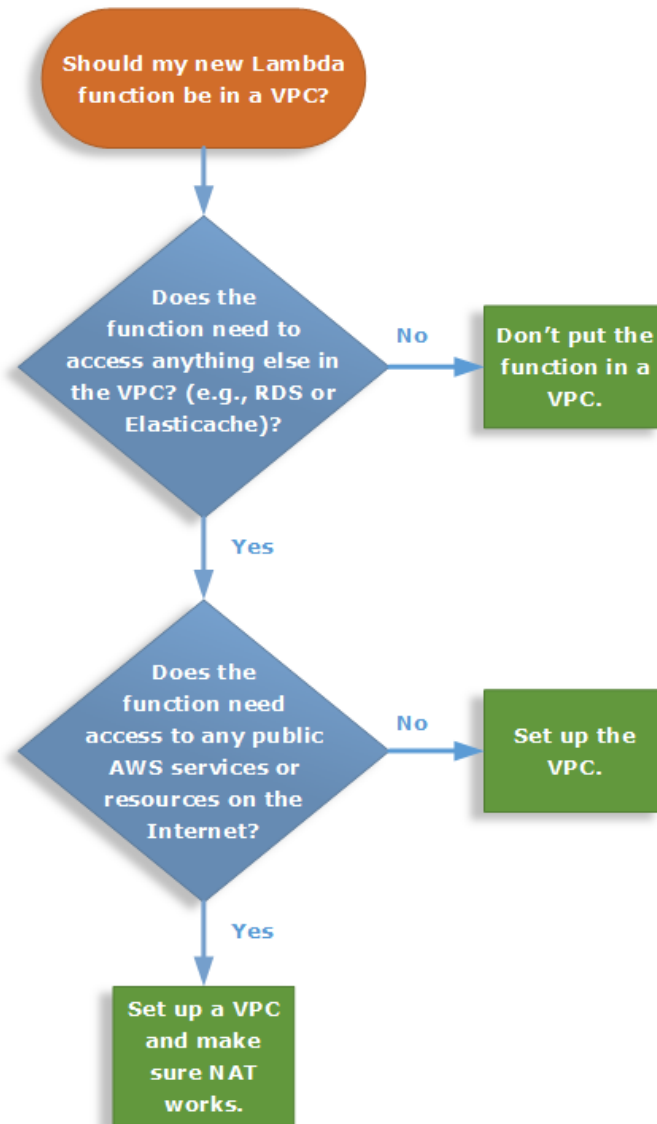 Should my new Lambda
function be in a VPC?
Does the
function need to
access anything else in
the VPC? (e.g., RDS or
Elasticache)?
No
Don’t put the
function in a
VPC.
Yes
Does the
function need
access to any public
AWS services or
resources on the
Internet?
No
Set up the
VPC.
Yes
Set up a VPC
and make
sure NAT
works.